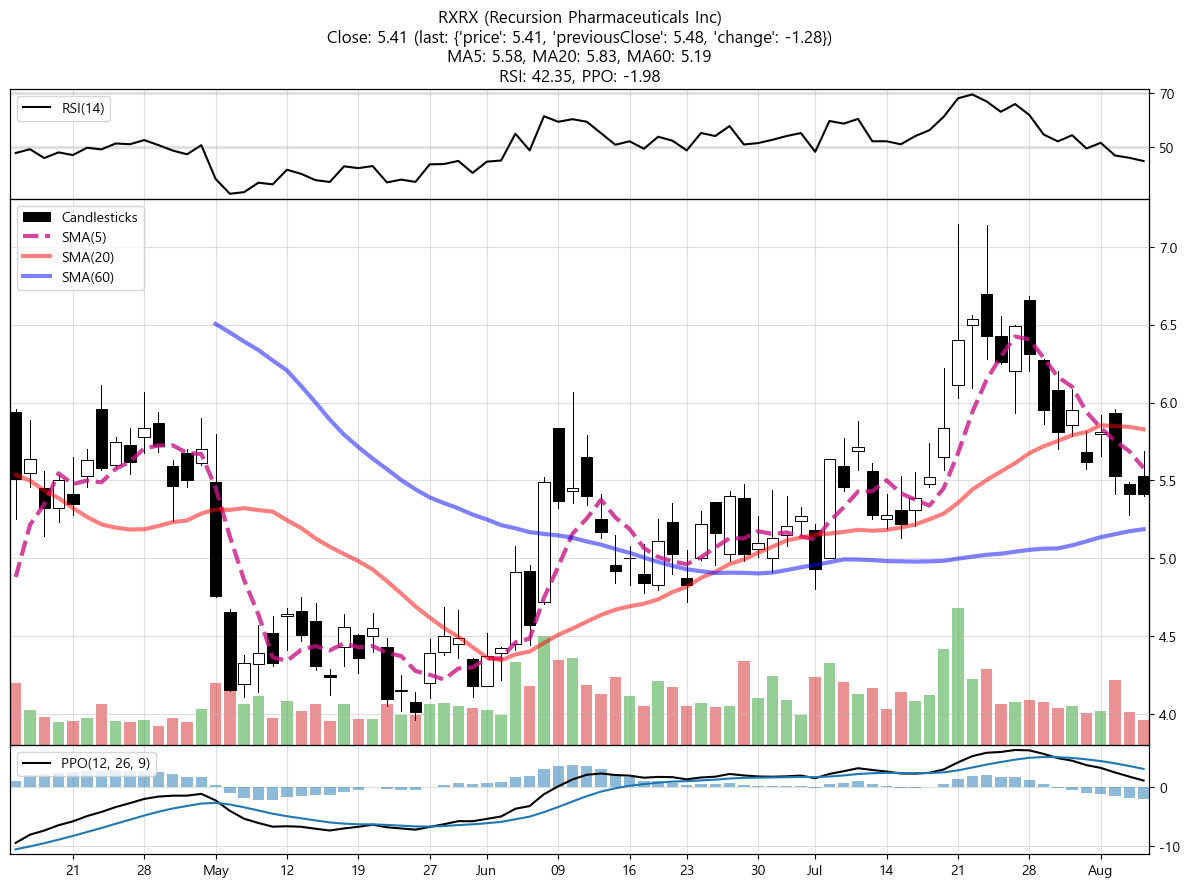 RXRX (Recursion Pharmaceuticals Inc)
Close: 5.41 (last: {'price': 5.41, 'previousClose': 5.48, 'change': -1.28})
MA5: 5.58, MA20: 5.83, MA60: 5.19
RSI: 42.35, PPO: -1.98
RSI(14)
70
50
Candlesticks
SMA(5)
SMA(20)
SMA(60)
7.0
6.5
6.0
5.5
5.0
4.5
4.0
PPO(12, 26, 9)
0
-10
21 28 May 12 19 27 Jun 09 16 23 30 Jul 14 21 28 Aug